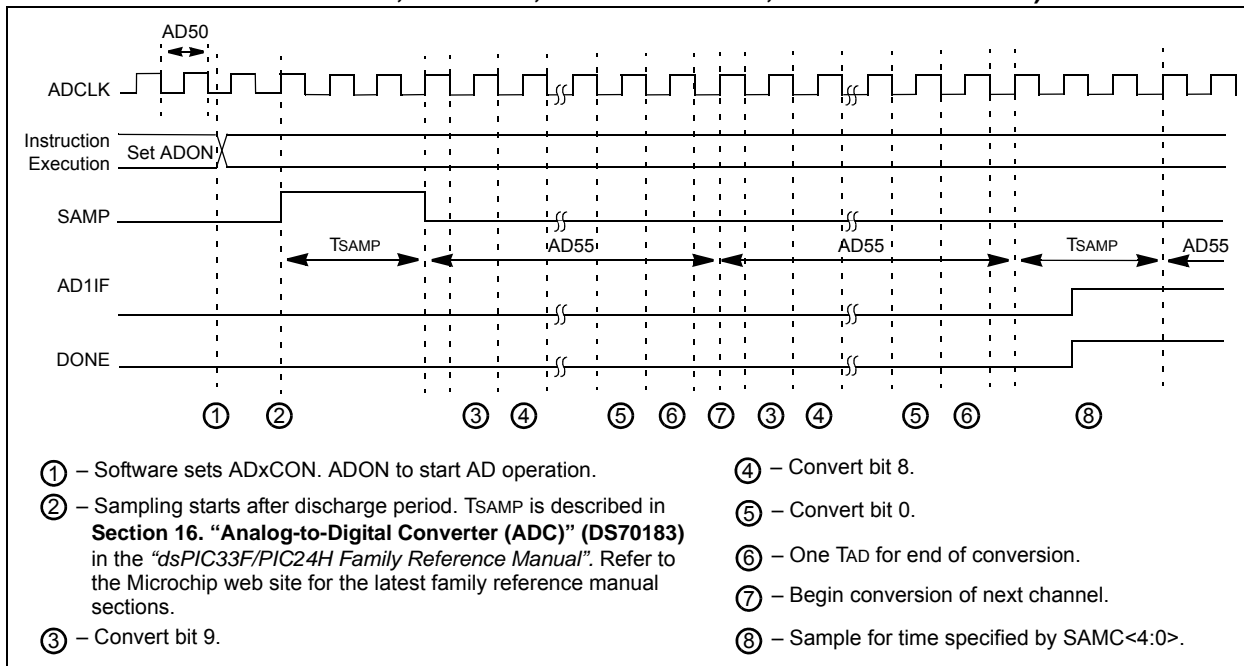 AD50
ADCLK
Instruction
Execution
Set ADON
SAMP
TSAMP
AD55
AD55
TSAMP
AD55
AD1IF
DONE
1 2 3 4 5 6 7 3 4 5 6 8
1 – Software sets ADxCON. ADON to start AD operation.
2 – Sampling starts after discharge period. TSAMP is described in
Section 16. “Analog-to-Digital Converter (ADC)” (DS70183)
in the “dsPIC33F/PIC24H Family Reference Manual”. Refer to
the Microchip web site for the latest family reference manual
sections.
3 – Convert bit 9.
4 – Convert bit 8.
5 – Convert bit 0.
6 – One TAD for end of conversion.
7 – Begin conversion of next channel.
8 – Sample for time specified by SAMC<4:0>.